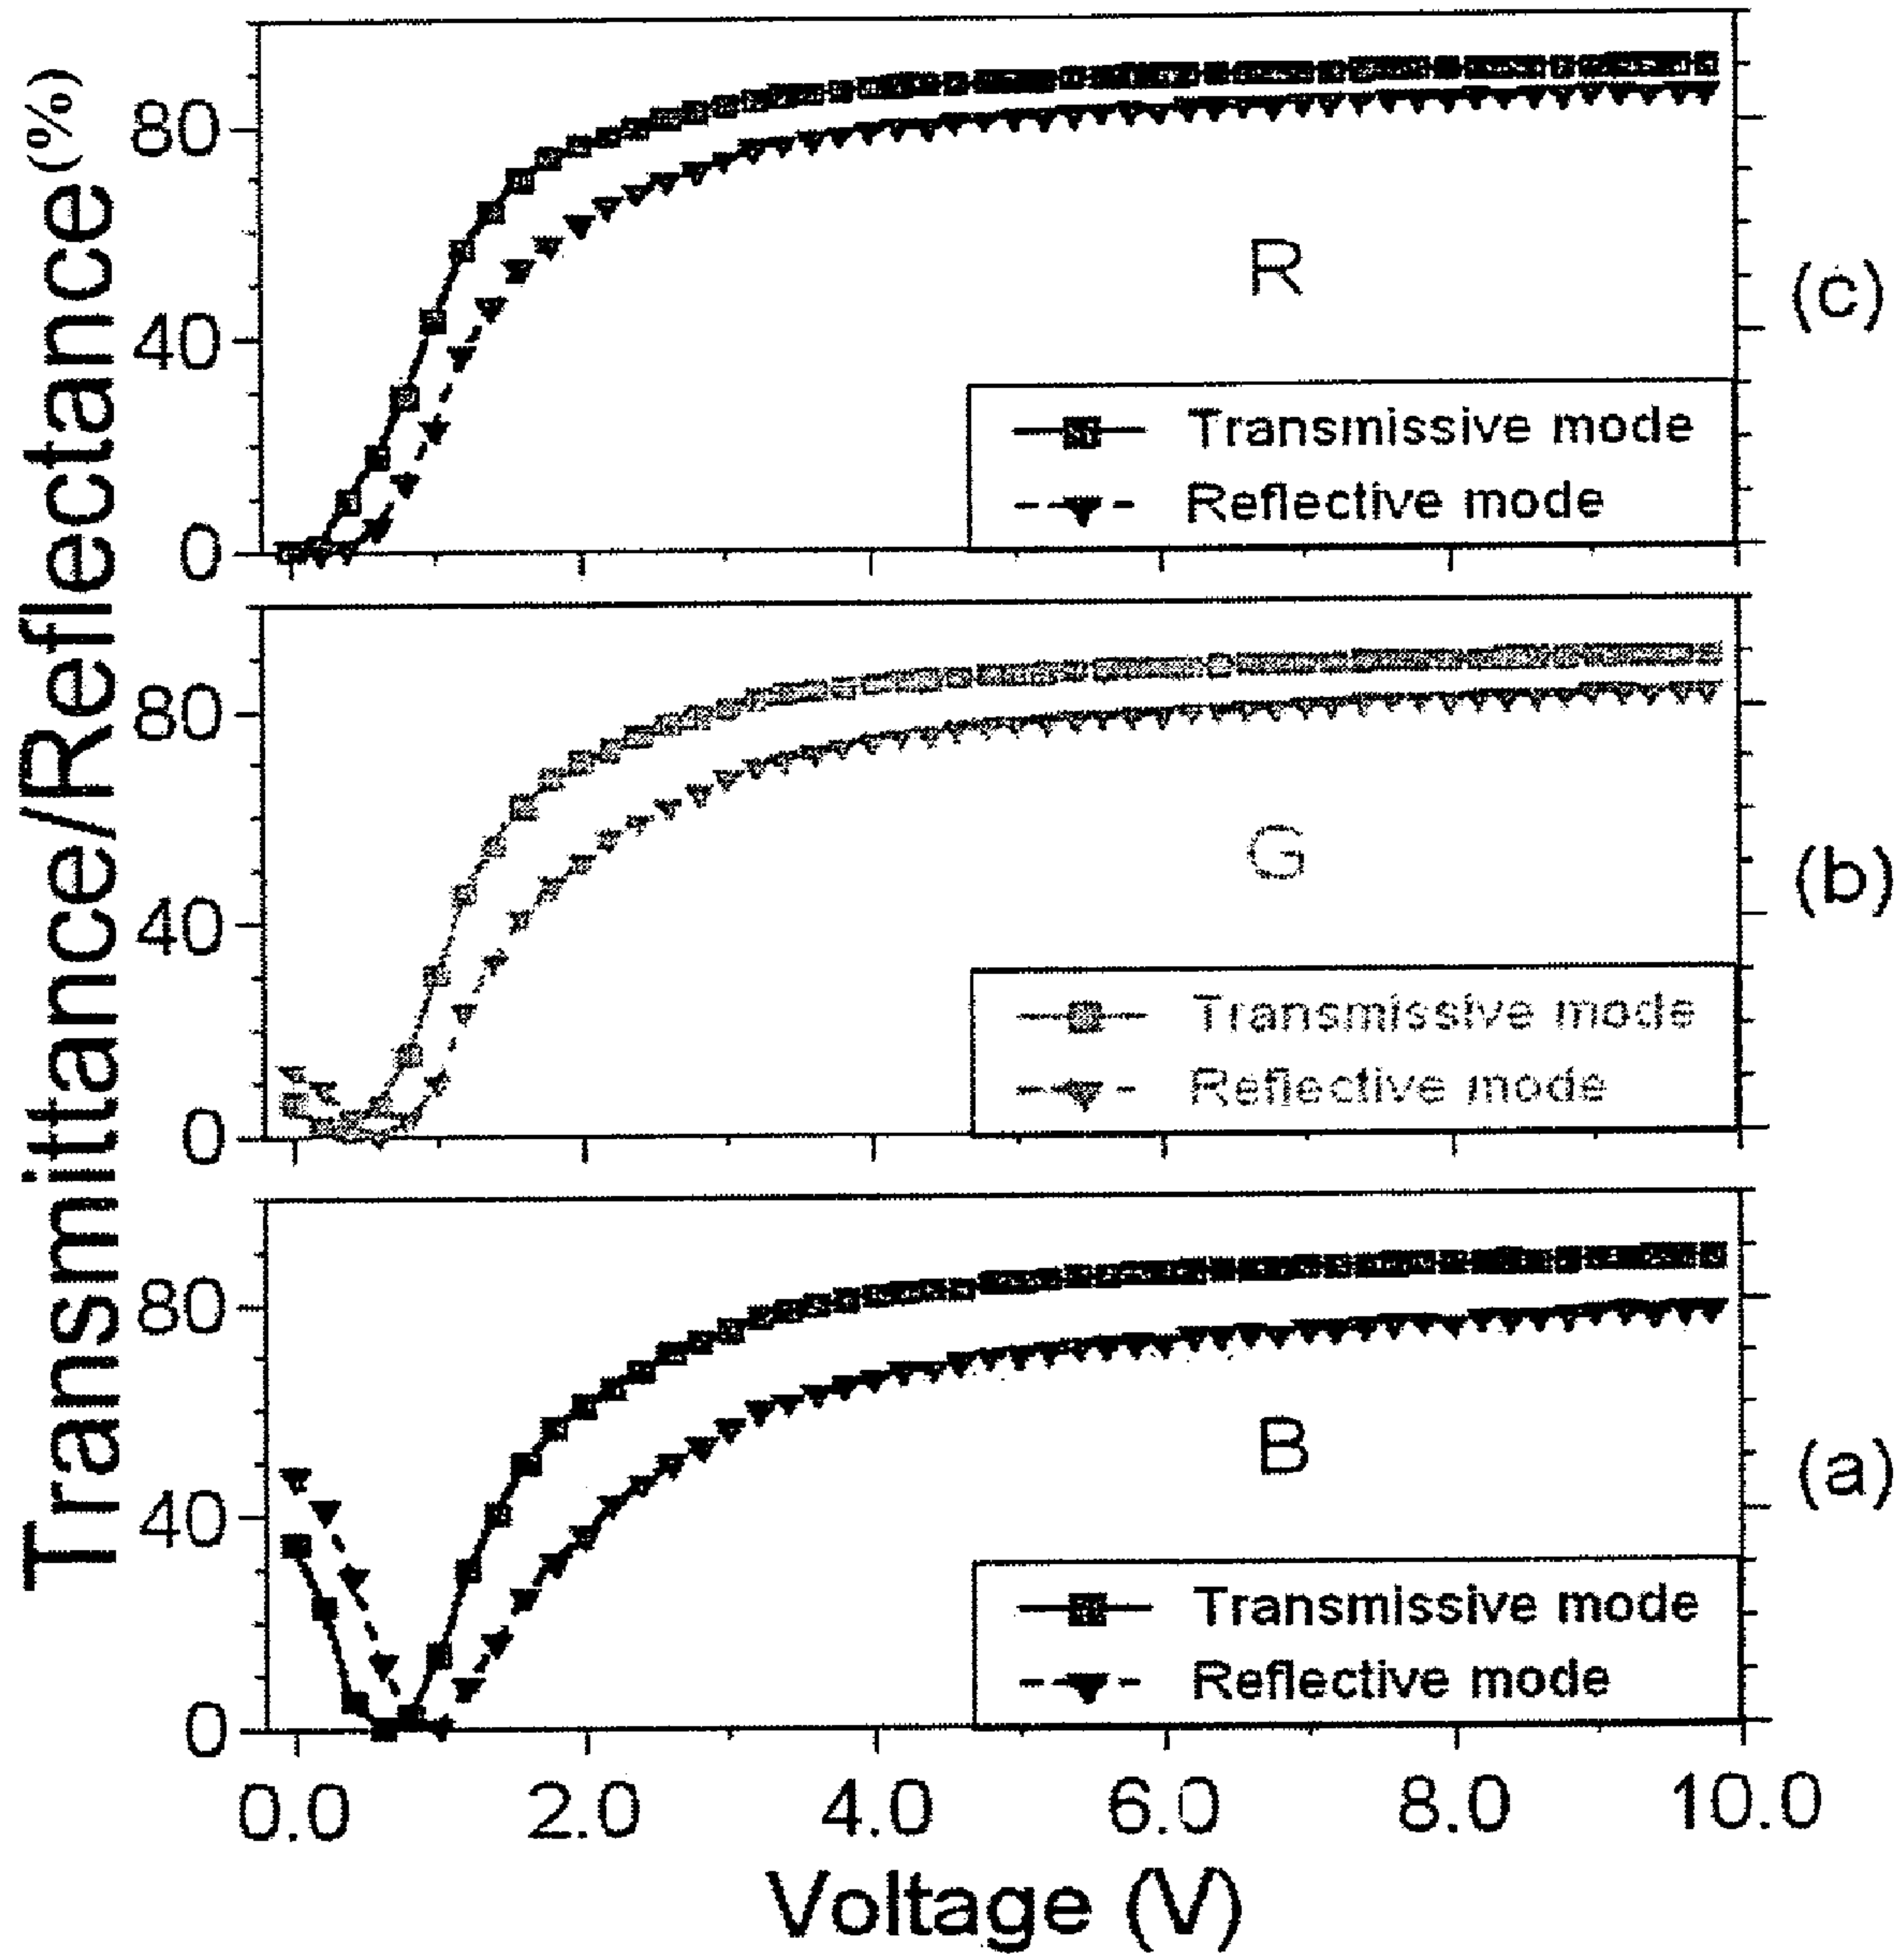 Transmittance/Reflectance(%)
80
40
0
R
Transmissive mode
Reflective mode
(c)
80
40
0
G
Transmissive mode
Reflective mode
(b)
80
40
0
B
Transmissive mode
Reflective mode
(a)
0.0 2.0 4.0 6.0 8.0 10.0
Voltage (V)